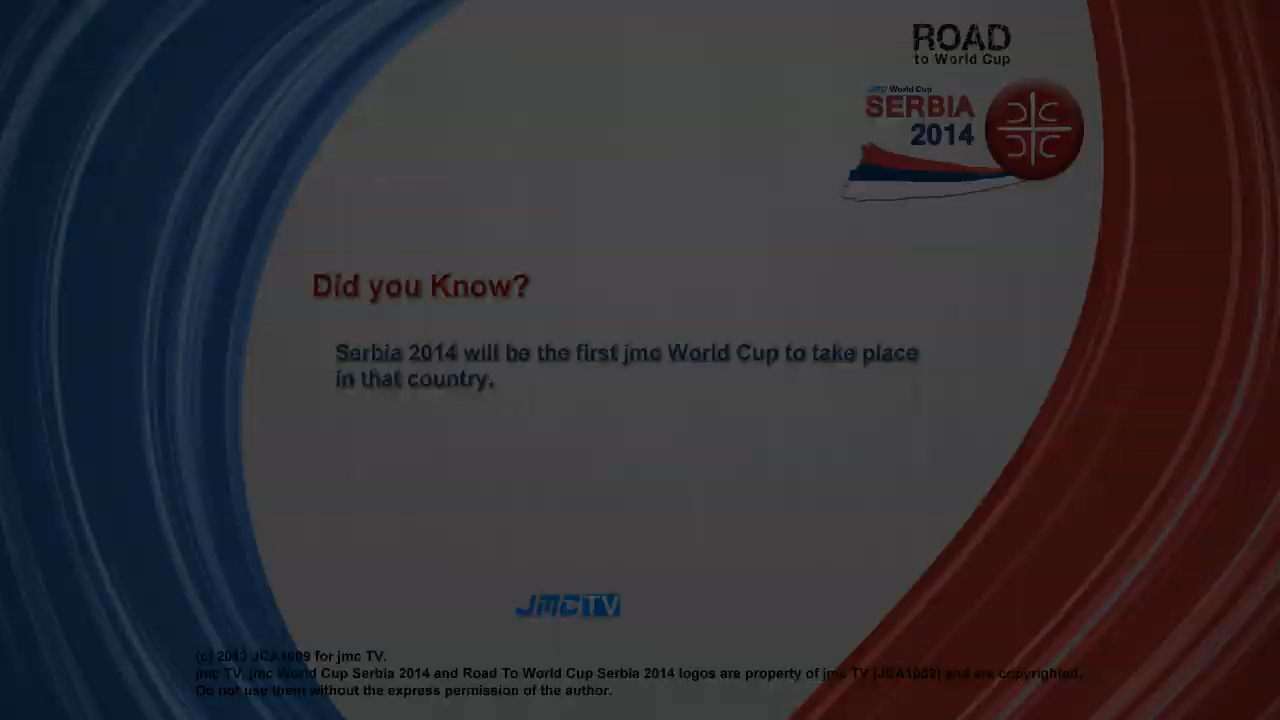 ROAD
to World Cup
jmc World Cup
SERBIA
2014
Did you Know?
Serbia 2014 will be the first jmc World Cup to take place
in that country.
JMCTV
(c) 2013 JCA1009 for jmc TV.
jmc TV, jmc World Cup Serbia 2014 and Road To World Cup Serbia 2014 logos are property of jmc TV (JCA1009) and are copyrighted.
Do not use them without the express permission of the author.